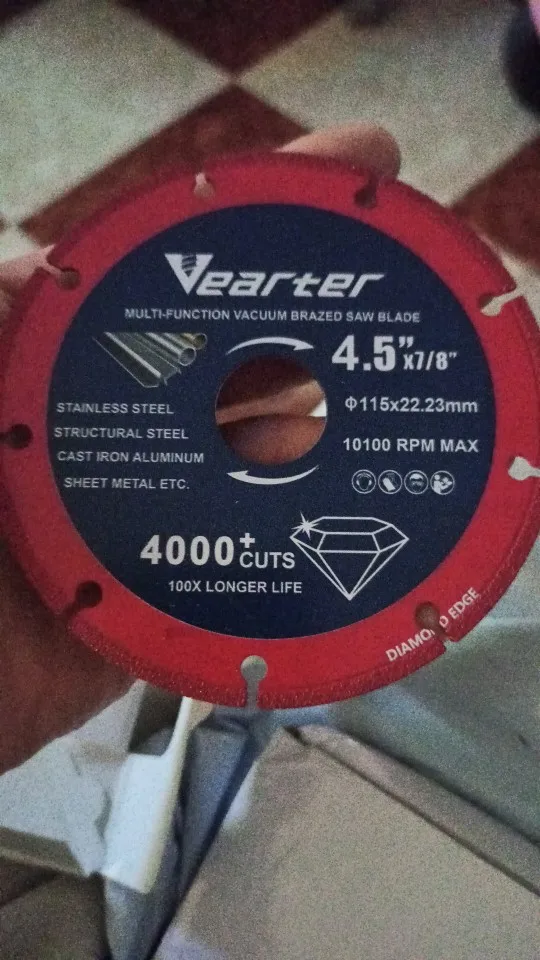 Vearter
MULTI-FUNCTION VACUUM BRAZED SAW BLADE
4.5"x7/8"
Φ115x22.23mm
10100 RPM MAX
STAINLESS STEEL
STRUCTURAL STEEL
CAST IRON ALUMINUM
SHEET METAL ETC.
4000+ CUTS
100X LONGER LIFE
DIAMOND EDGE